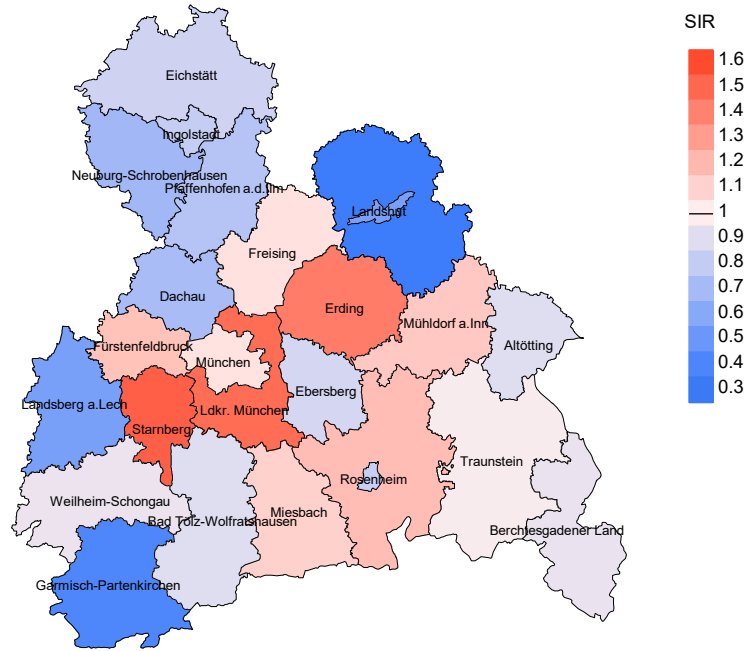 SIR
1.6
1.5
1.4
1.3
1.2
1.1
1
0.9
0.8
0.7
0.6
0.5
0.4
0.3
Eichstätt
Ingolstadt
Neuburg-Schrobenhausen
Pfaffenhofen a.d.Ilm
Landshut
Freising
Dachau
Erding
Mühldorf a.Inn
Fürstenfeldbruck
Altötting
München
Ebersberg
Landsberg a.Lech
Ldkr. München
Starnberg
Traunstein
Rosenheim
Weilheim-Schongau
Miesbach
Bad Tölz-Wolfratshausen
Berchtesgadener Land
Garmisch-Partenkirchen